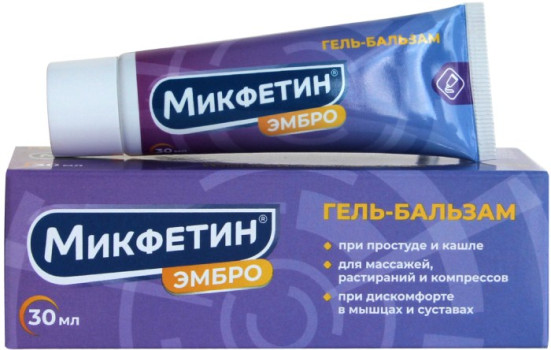 ГЕЛЬ-БАЛЬЗАМ
МИКФЕТИН®
ЭМБРО
30 мл
МИКФЕТИН®
ЭМБРО
30 мл
ГЕЛЬ-БАЛЬЗАМ
при простуде и кашле
для массажей,
растираний и компрессов
при дискомфорте
в мышцах и суставах